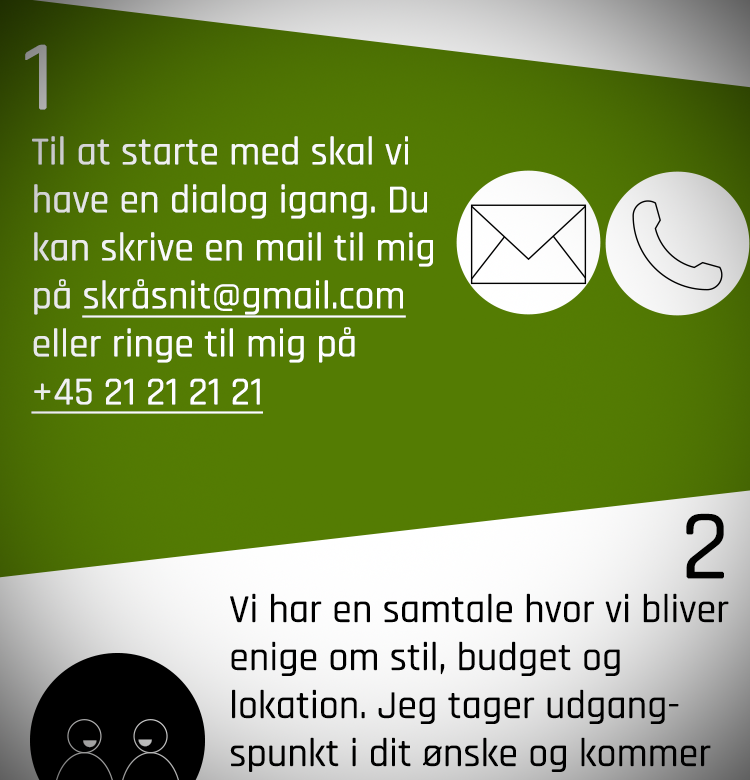 1
Til at starte med skal vi
have en dialog igang. Du
kan skrive en mail til mig
på skråsnit@gmail.com
eller ringe til mig på
+45 21 21 21 21
2
Vi har en samtale hvor vi bliver
enige om stil, budget og
lokation. Jeg tager udgang-
spunkt i dit ønske og kommer